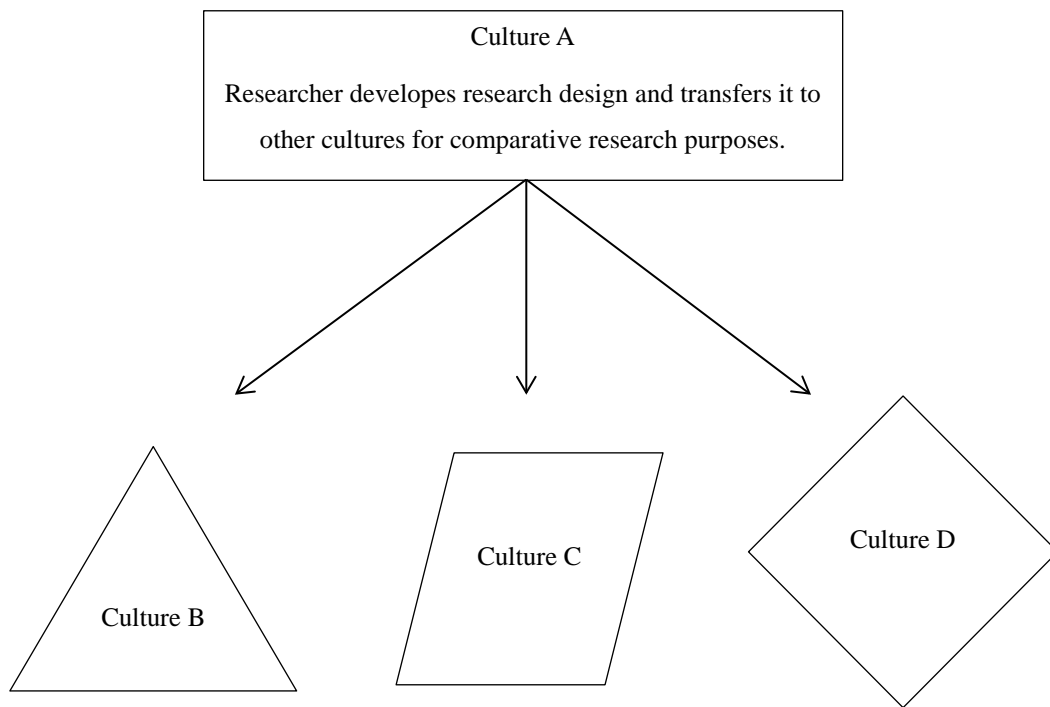 Culture A
Researcher developes research design and transfers it to
other cultures for comparative research purposes.
Culture B
Culture C
Culture D